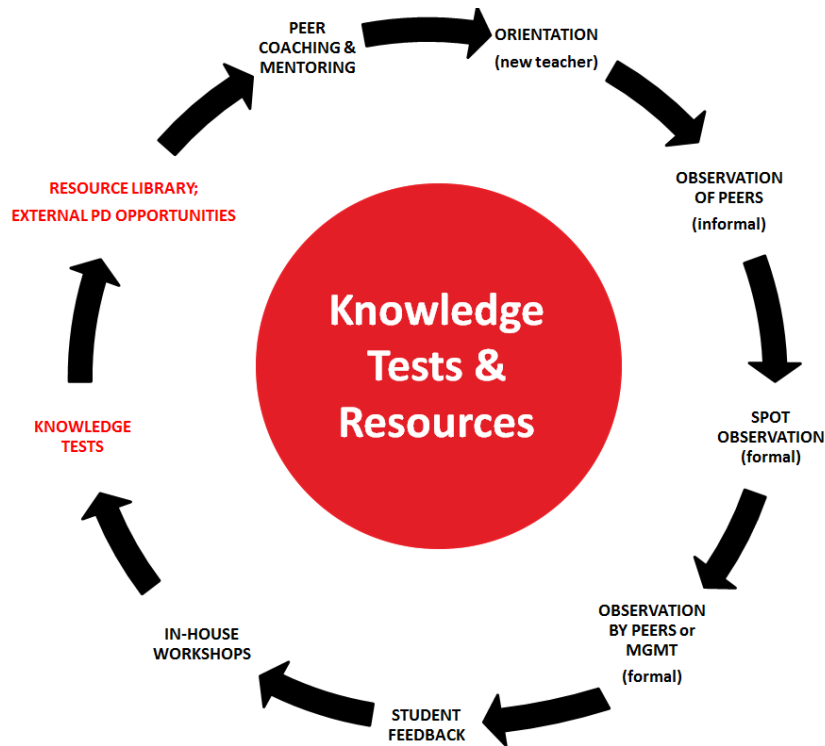 PEER
COACHING &
MENTORING
ORIENTATION
(new teacher)
OBSERVATION
OF PEERS
(informal)
SPOT
OBSERVATION
(formal)
OBSERVATION
BY PEERS or
MGMT
(formal)
STUDENT
FEEDBACK
IN-HOUSE
WORKSHOPS
KNOWLEDGE
TESTS
RESOURCE LIBRARY;
EXTERNAL PD OPPORTUNITIES
Knowledge
Tests &
Resources